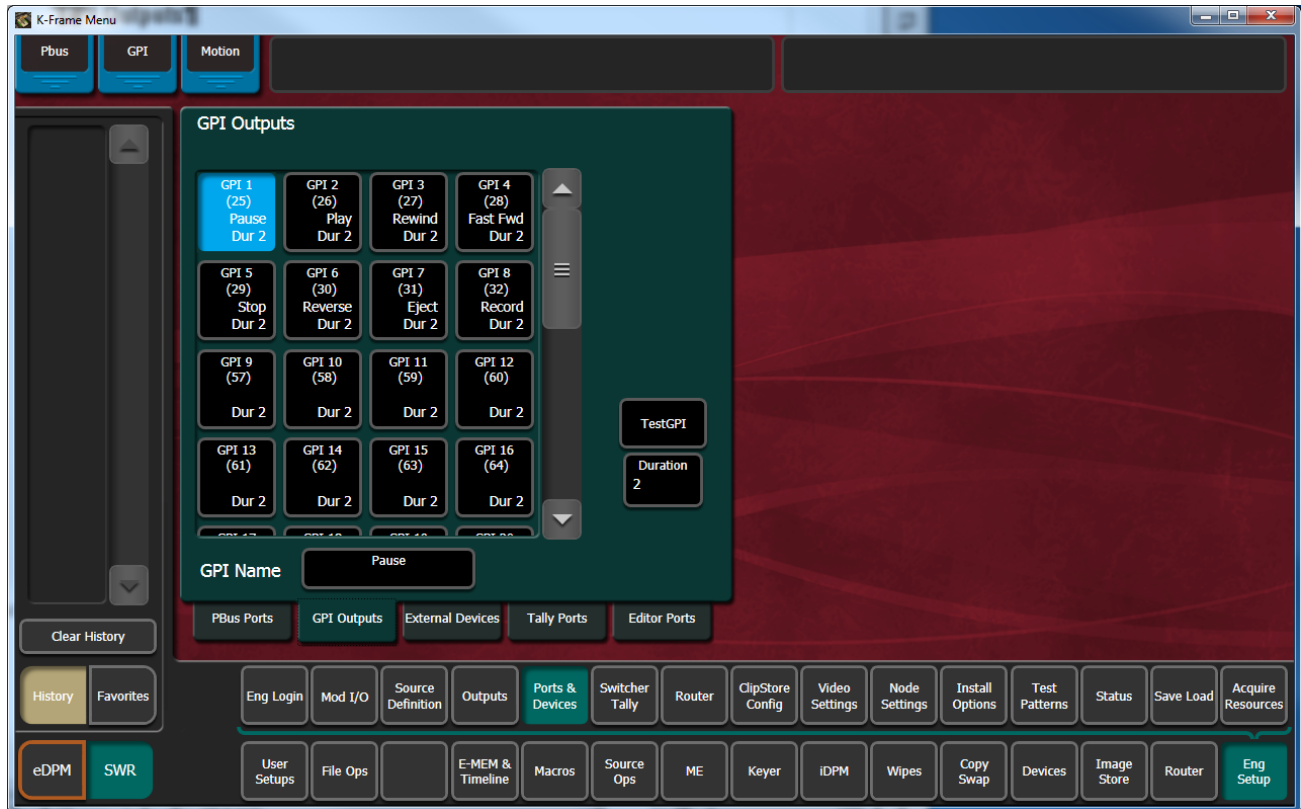 K-Frame Menu
Pbus
GPI
Motion
GPI Outputs
GPI 1
(25)
Pause
Dur 2
GPI 2
(26)
Play
Dur 2
GPI 3
(27)
Rewind
Dur 2
GPI 4
(28)
Fast Fwd
Dur 2
GPI 5
(29)
Stop
Dur 2
GPI 6
(30)
Reverse
Dur 2
GPI 7
(31)
Eject
Dur 2
GPI 8
(32)
Record
Dur 2
GPI 9
(57)
Dur 2
GPI 10
(58)
Dur 2
GPI 11
(59)
Dur 2
GPI 12
(60)
Dur 2
GPI 13
(61)
Dur 2
GPI 14
(62)
Dur 2
GPI 15
(63)
Dur 2
GPI 16
(64)
Dur 2
TestGPI
Duration
2
GPI Name
Pause
PBus Ports
GPI Outputs
External Devices
Tally Ports
Editor Ports
Clear History
History
Favorites
Eng Login
Mod I/O
Source
Definition
Outputs
Ports &
Devices
Switcher
Tally
Router
ClipStore
Config
Video
Settings
Node
Settings
Install
Options
Test
Patterns
Status
Save Load
Acquire
Resources
eDPM
SWR
User
Setups
File Ops
E-MEM &
Timeline
Macros
Source
Ops
ME
Keyer
iDPM
Wipes
Copy
Swap
Devices
Image
Store
Router
Eng
Setup